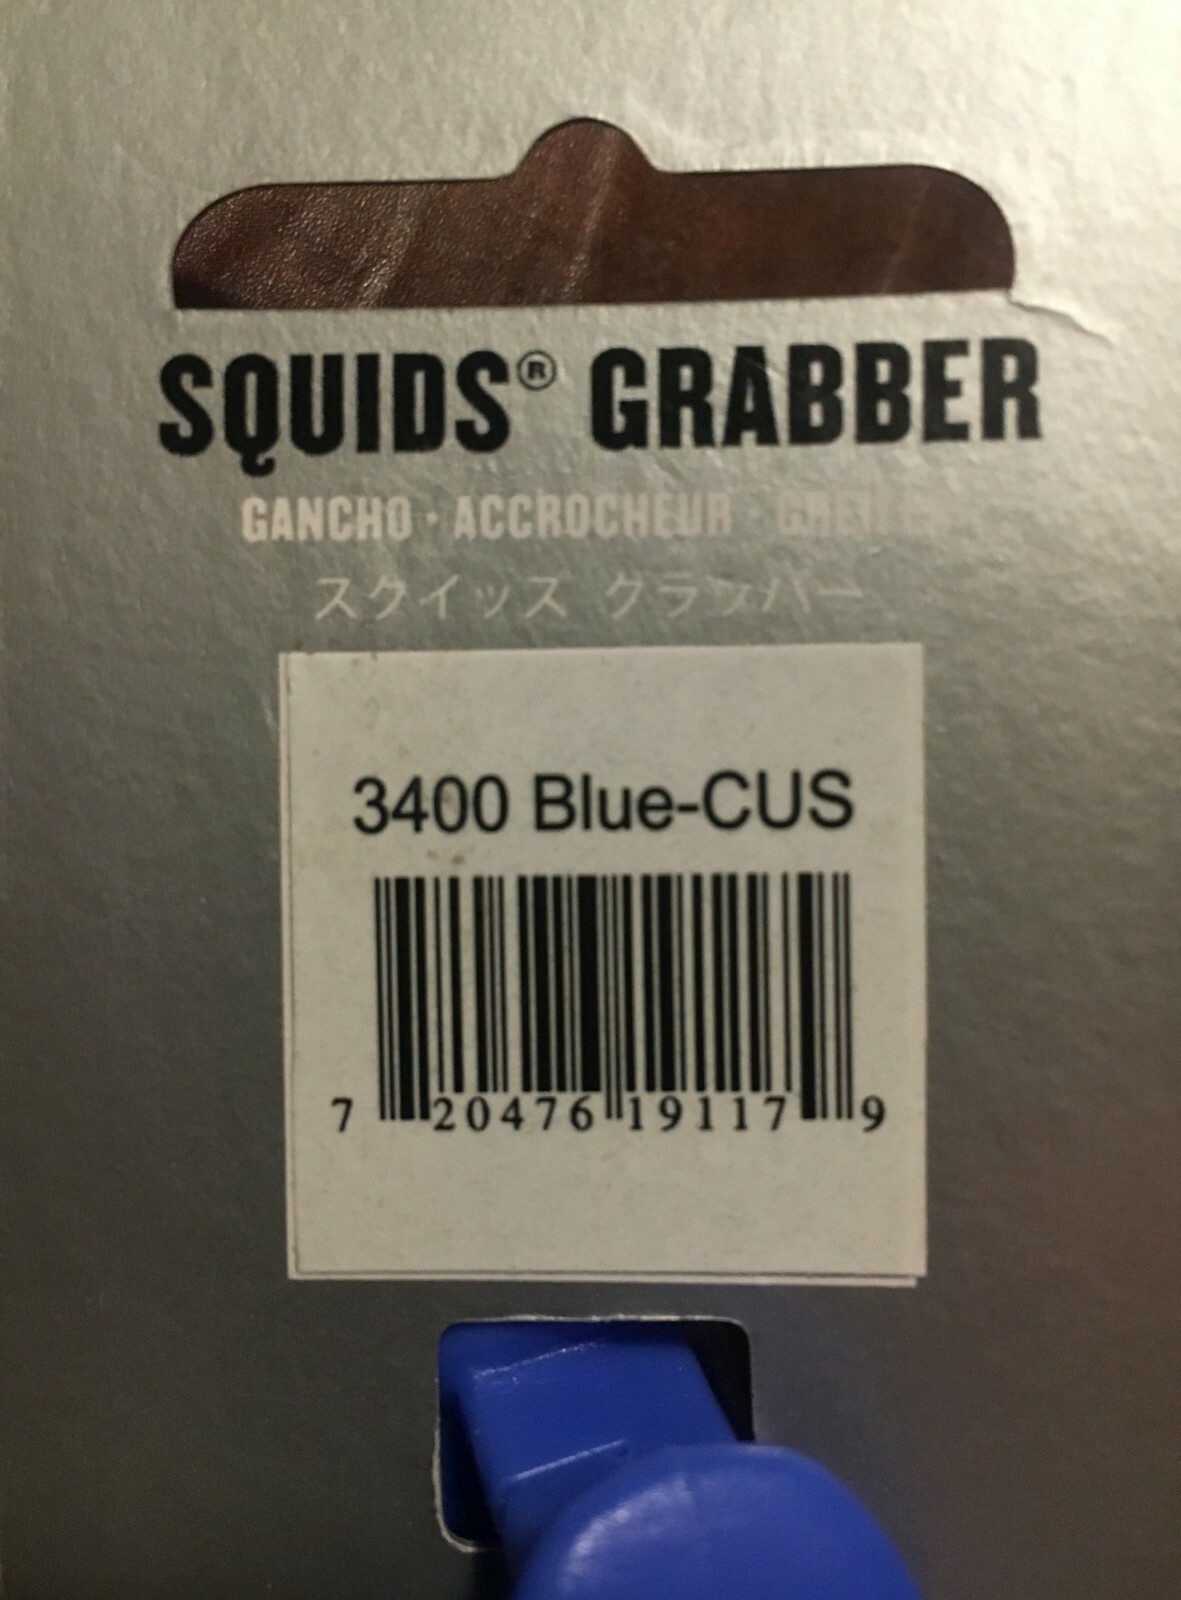 SQUIDS® GRABBER
GANCHO · ACCROCHEUR ·
スクイッズ グラッバー
3400 Blue-CUS
7 20476 19117 9